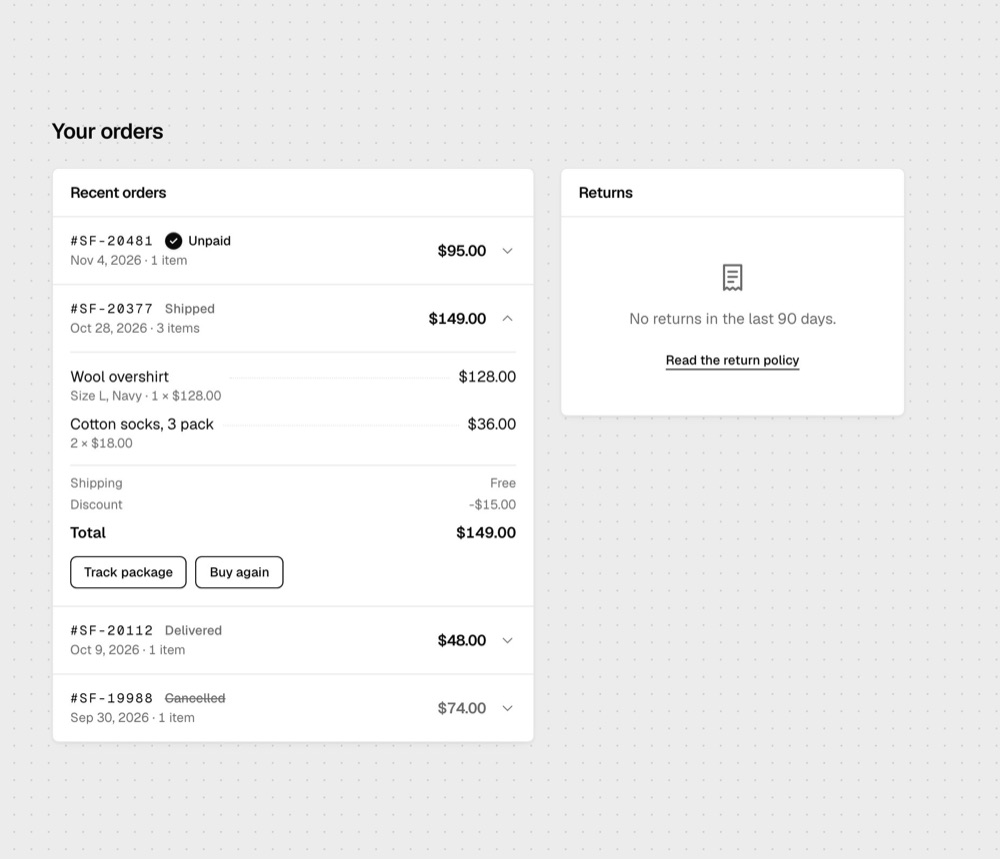 Your orders
Recent orders
#SF-20481 Unpaid
$95.00
Nov 4, 2026 · 1 item
#SF-20377 Shipped
$149.00
Oct 28, 2026 · 3 items
Wool overshirt $128.00
Size L, Navy · 1 × $128.00
Cotton socks, 3 pack $36.00
2 × $18.00
Shipping Free
Discount -$15.00
Total $149.00
Track package Buy again
#SF-20112 Delivered
$48.00
Oct 9, 2026 · 1 item
#SF-19988 Cancelled
$74.00
Sep 30, 2026 · 1 item
Returns
No returns in the last 90 days.
Read the return policy